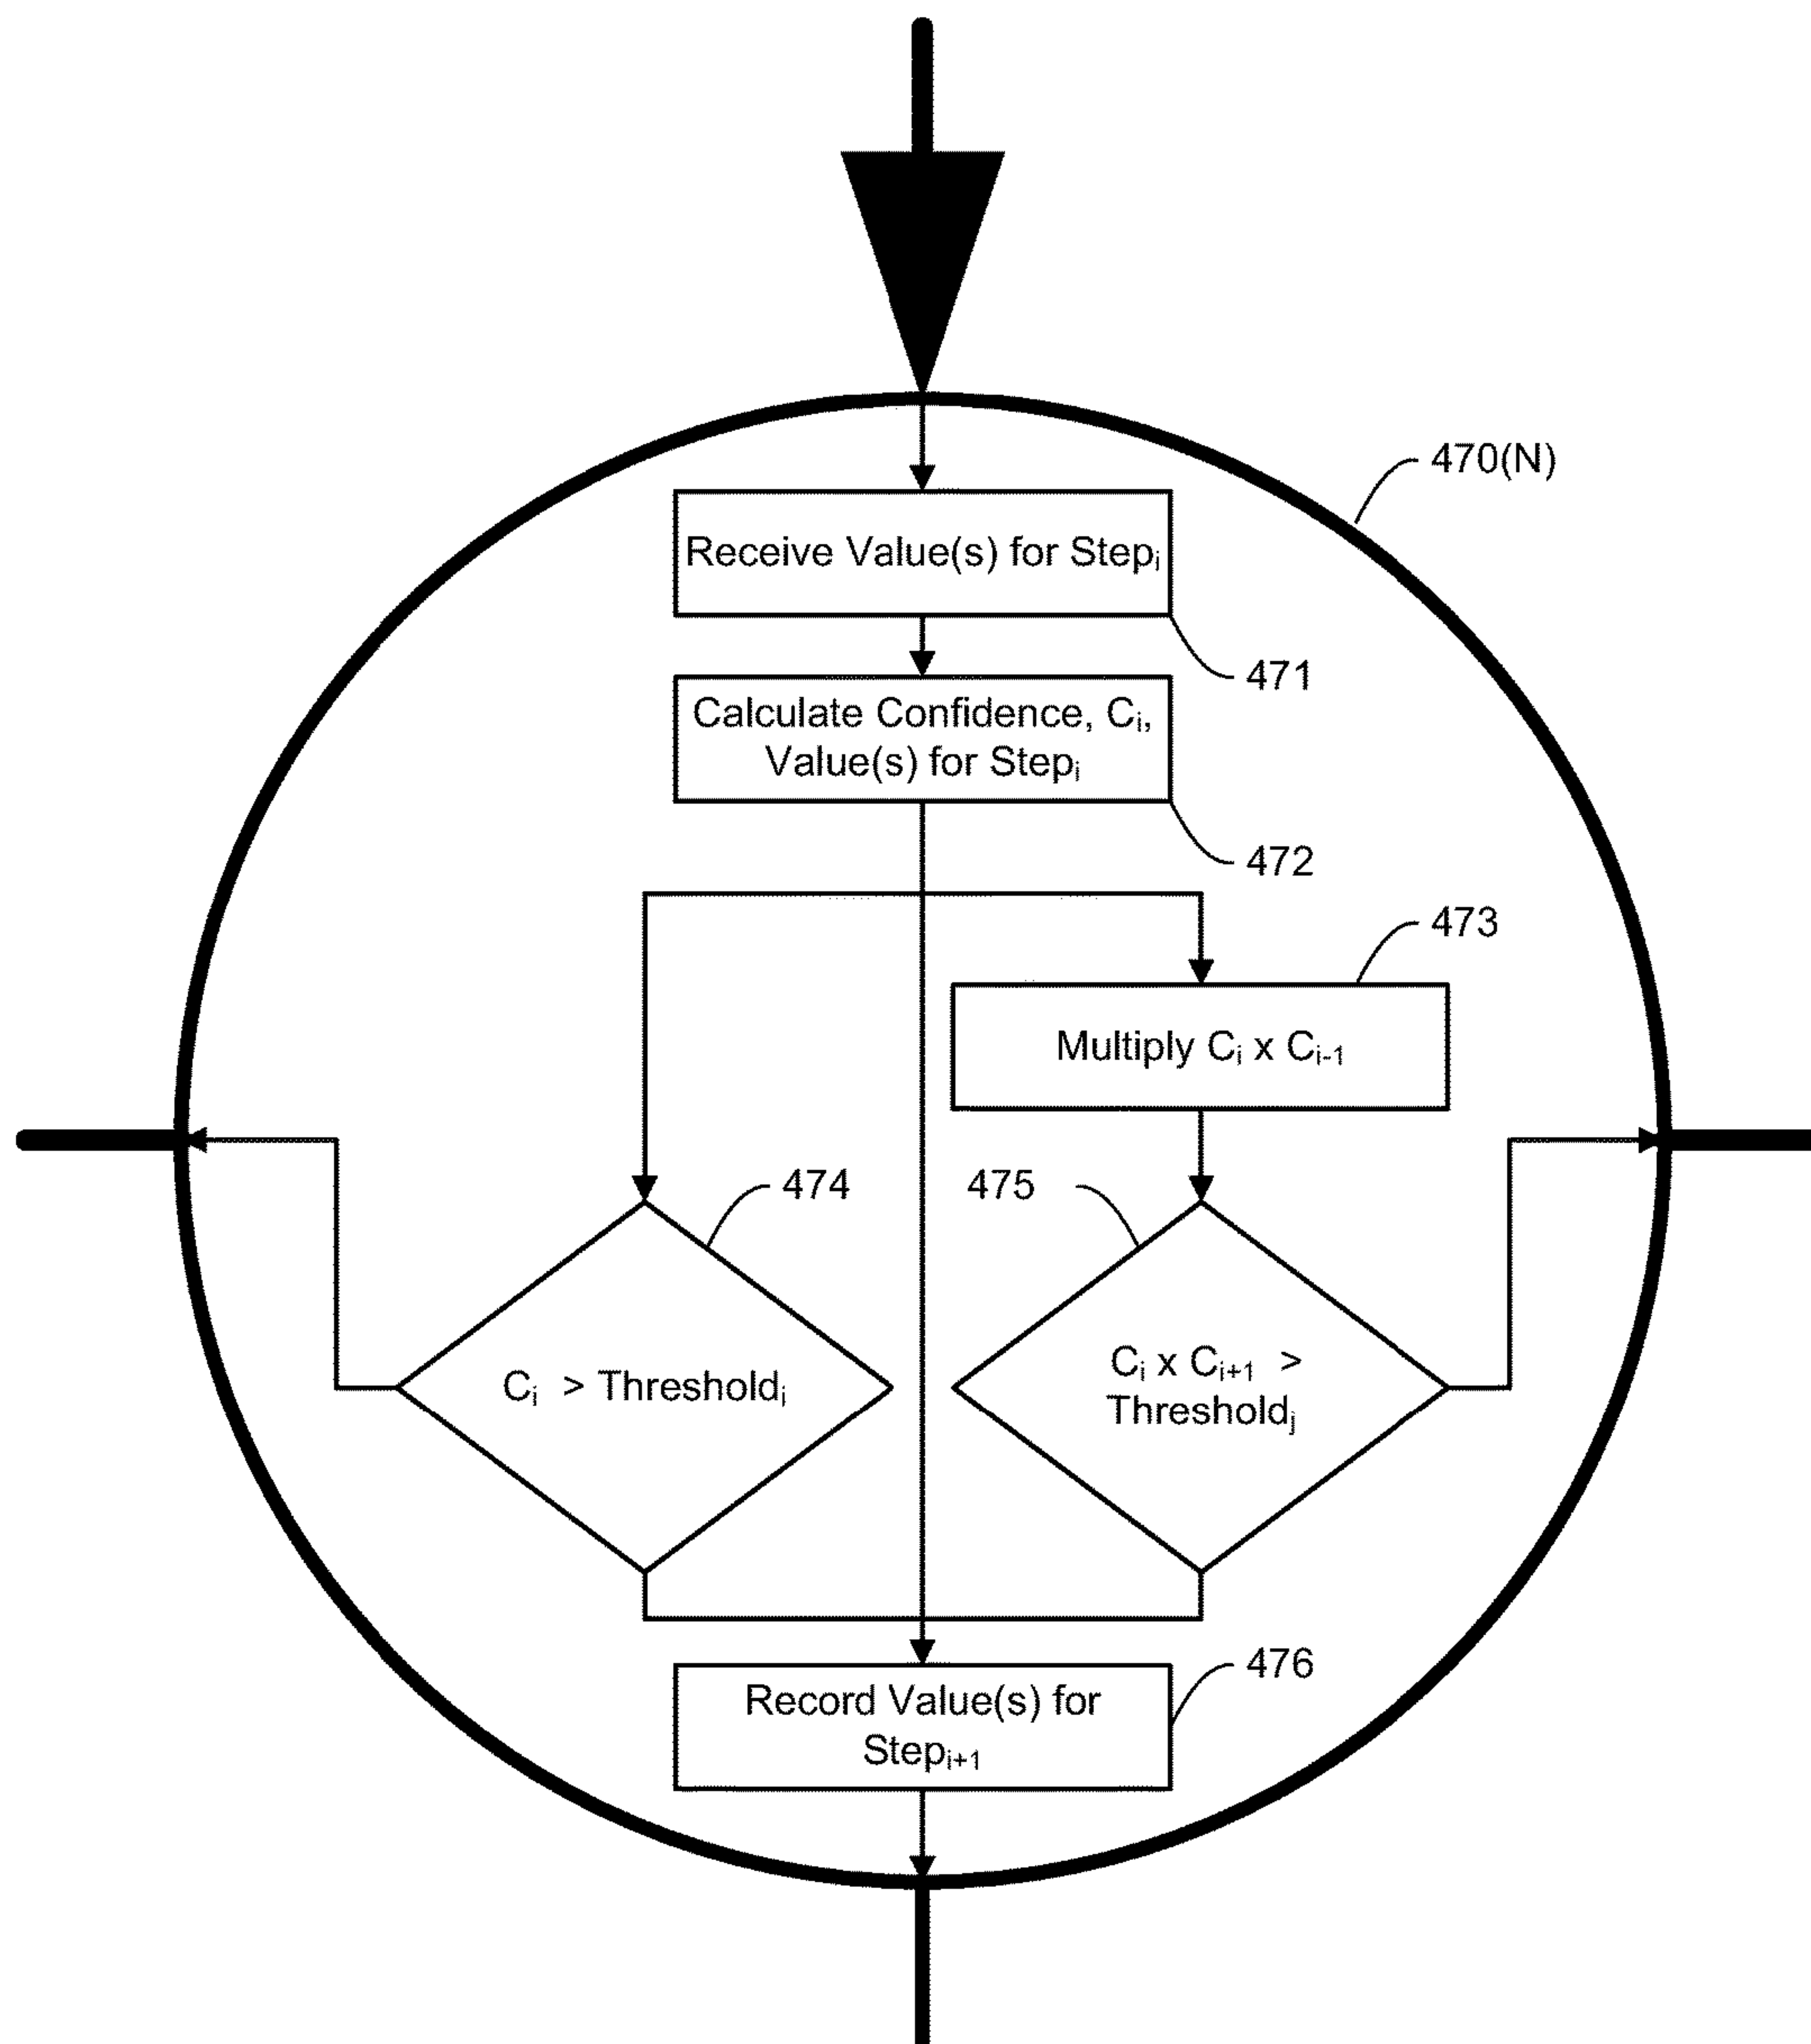 470(N)
Receive Value(s) for Stepᵢ
471
Calculate Confidence, Cᵢ,
Value(s) for Stepᵢ
472
473
Multiply Cᵢ x Cᵢ₋₁
474
475
Cᵢ > Thresholdᵢ
Cᵢ x Cᵢ₊₁ >
Thresholdⱼ
476
Record Value(s) for
Stepᵢ₊₁